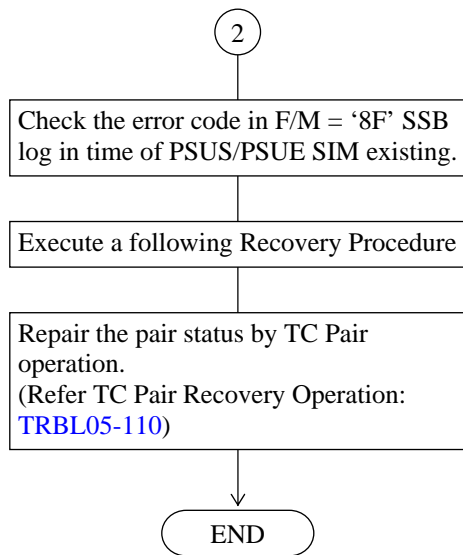 2
Check the error code in F/M = ‘8F’ SSB
log in time of PSUS/PSUE SIM existing.
Execute a following Recovery Procedure
Repair the pair status by TC Pair
operation.
(Refer TC Pair Recovery Operation:
TRBL05-110)
END